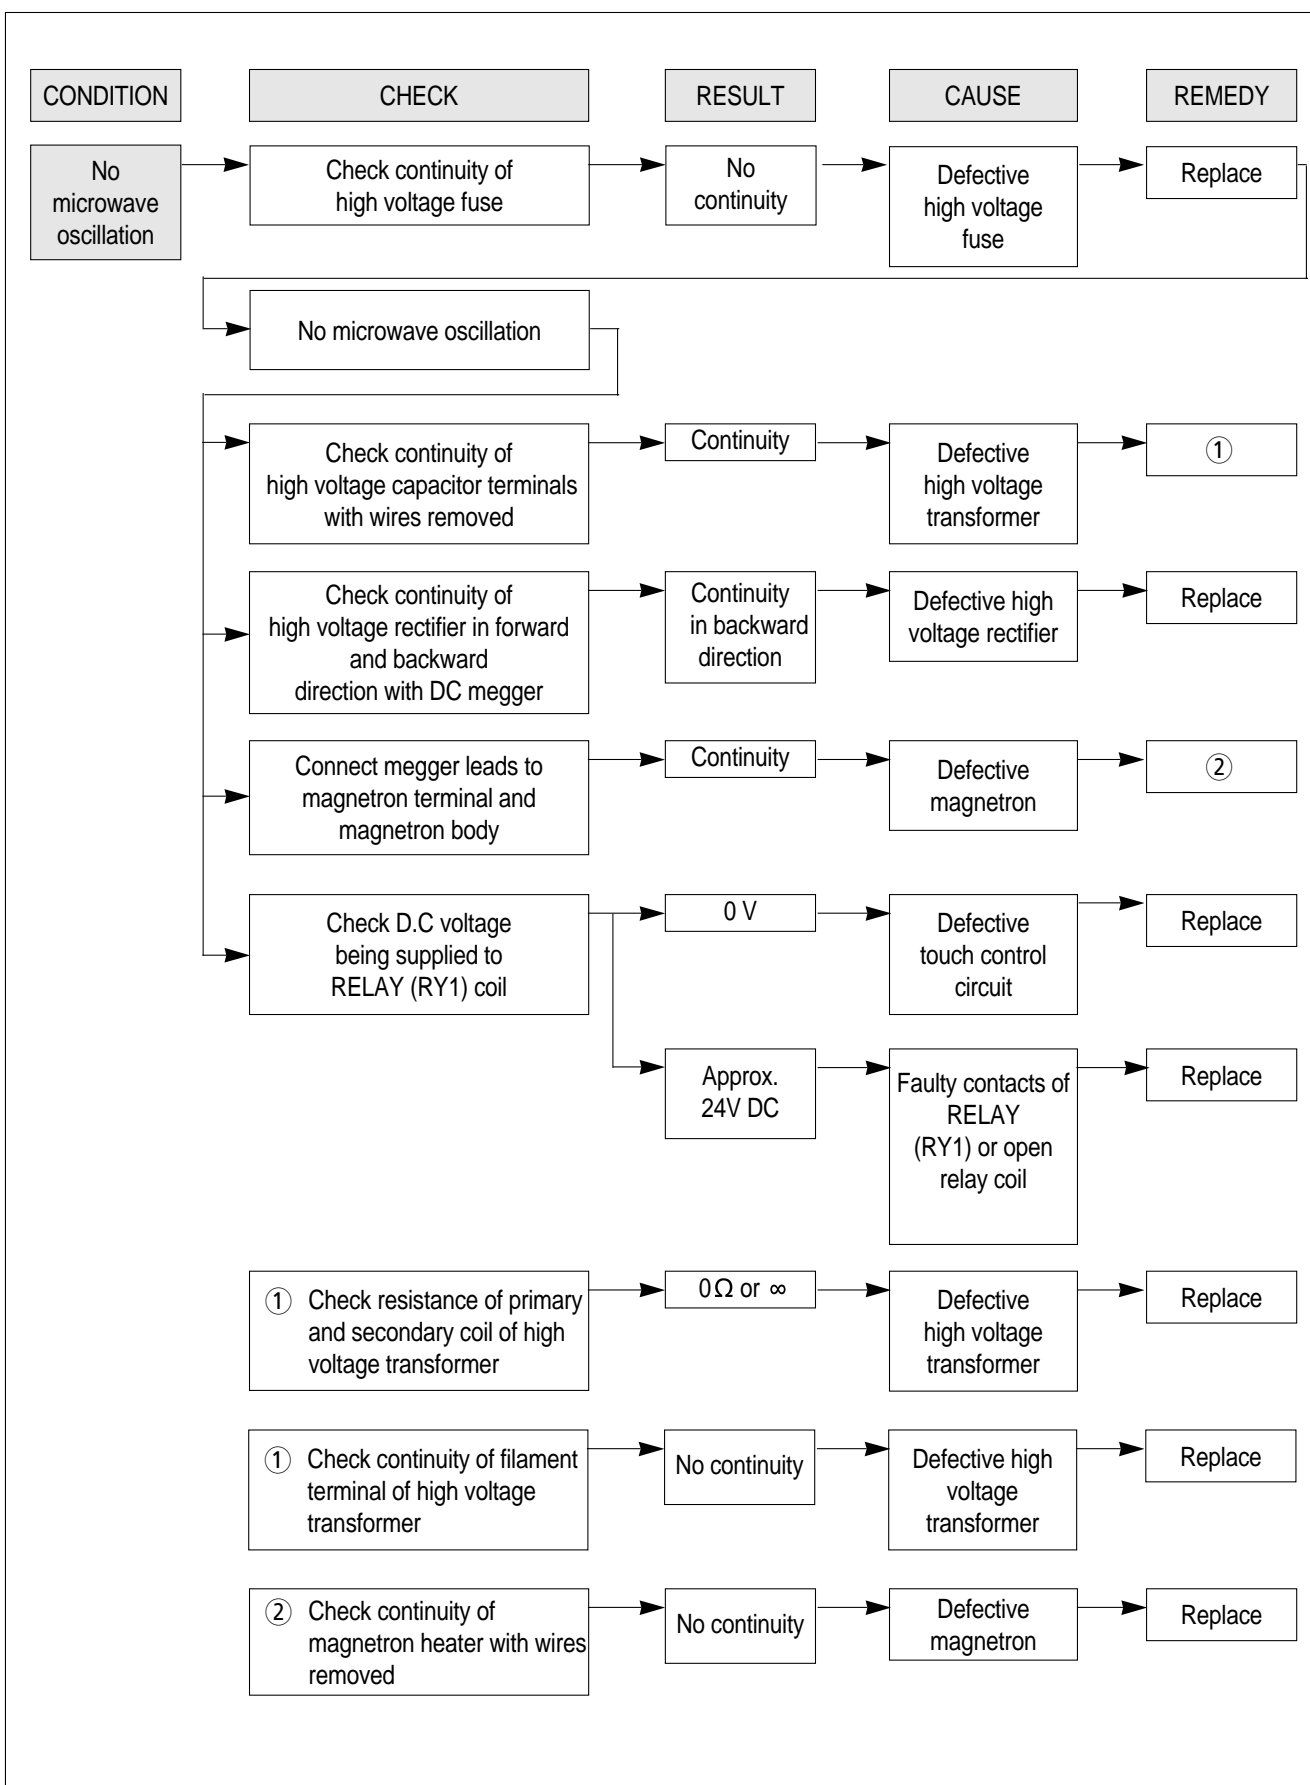 CONDITION
CHECK
RESULT
CAUSE
REMEDY
No
microwave
oscillation
Check continuity of
high voltage fuse
No
continuity
Defective
high voltage
fuse
Replace
No microwave oscillation
Check continuity of
high voltage capacitor terminals
with wires removed
Continuity
Defective
high voltage
transformer
①
Check continuity of
high voltage rectifier in forward
and backward
direction with DC megger
Continuity
in backward
direction
Defective high
voltage rectifier
Replace
Connect megger leads to
magnetron terminal and
magnetron body
Continuity
Defective
magnetron
②
Check D.C voltage
being supplied to
RELAY (RY1) coil
0 V
Defective
touch control
circuit
Replace
Approx.
24V DC
Faulty contacts of
RELAY
(RY1) or open
relay coil
Replace
① Check resistance of primary
and secondary coil of high
voltage transformer
0Ω or ∞
Defective
high voltage
transformer
Replace
① Check continuity of filament
terminal of high voltage
transformer
No continuity
Defective high
voltage
transformer
Replace
② Check continuity of
magnetron heater with wires
removed
No continuity
Defective
magnetron
Replace